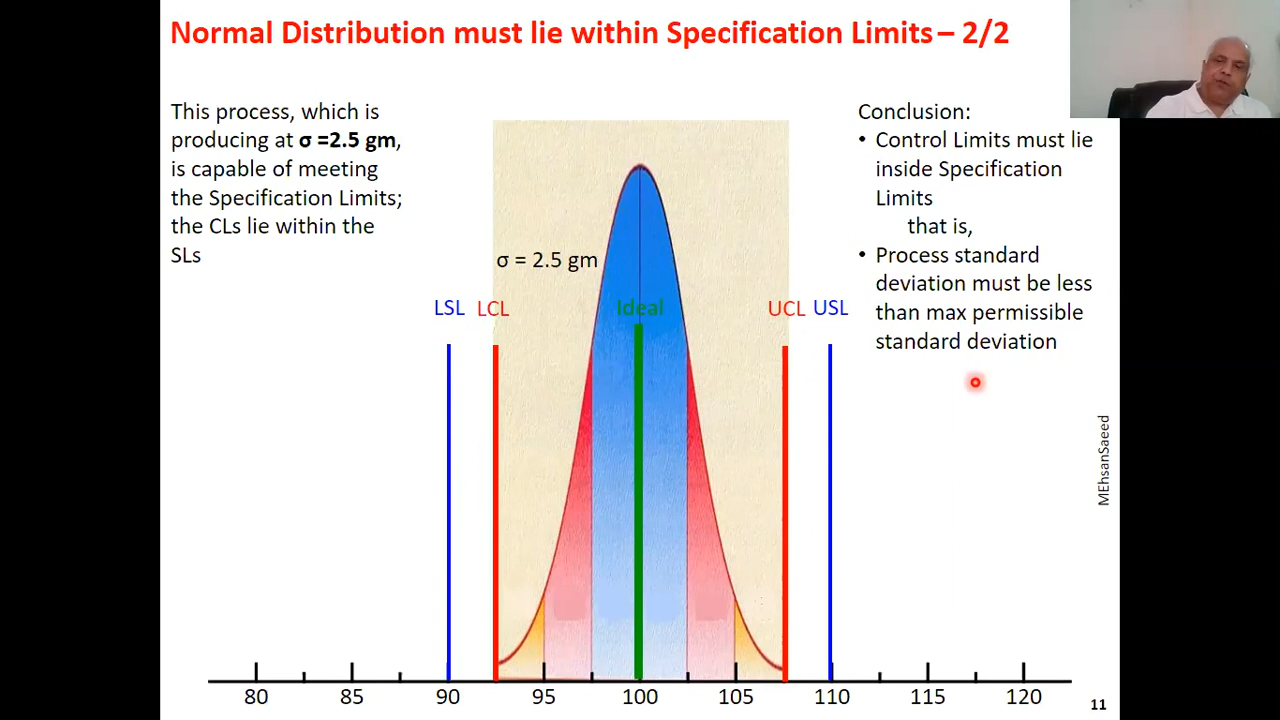 Normal Distribution must lie within Specification Limits – 2/2
This process, which is
producing at σ =2.5 gm,
is capable of meeting
the Specification Limits;
the CLs lie within the
SLs
σ = 2.5 gm
LSL LCL Ideal UCL USL
Conclusion:
• Control Limits must lie
inside Specification
Limits
that is,
• Process standard
deviation must be less
than max permissible
standard deviation
MEhsanSaeed
80 85 90 95 100 105 110 115 120
11